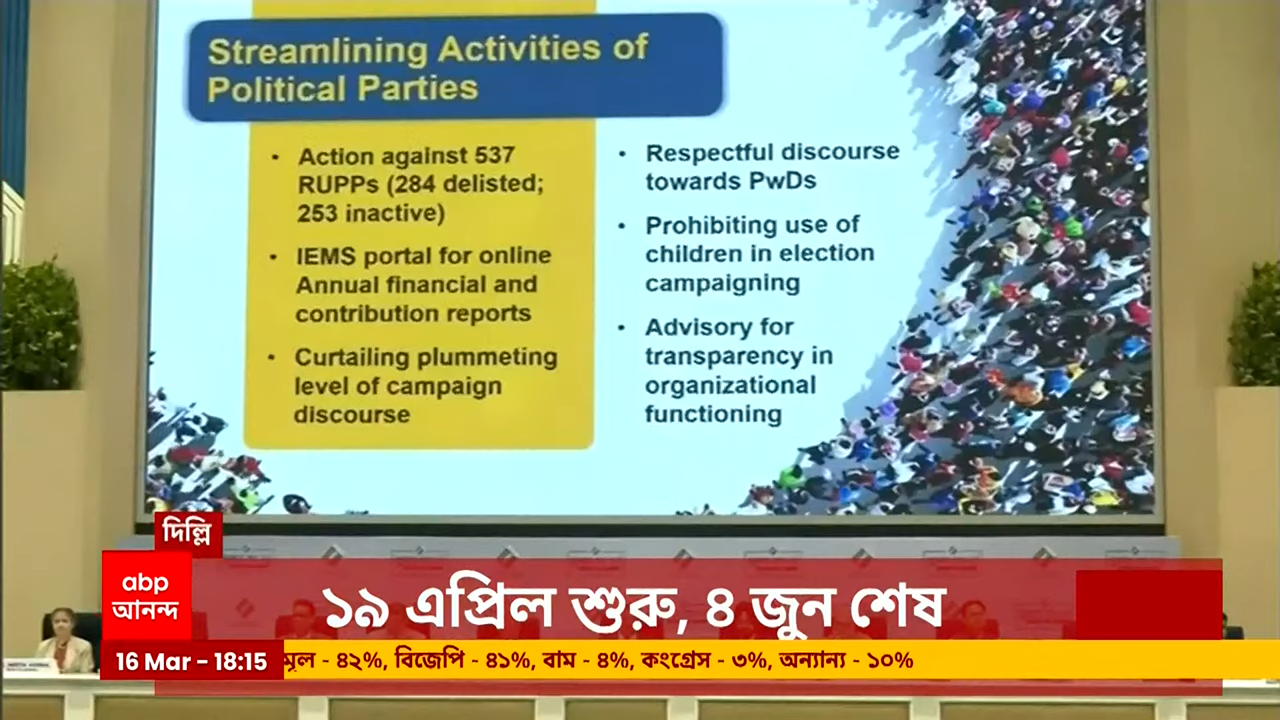 Streamlining Activities of
Political Parties
• Action against 537
RUPPs (284 delisted;
253 inactive)
• IEMS portal for online
Annual financial and
contribution reports
• Curtailing plummeting
level of campaign
discourse
• Respectful discourse
towards PwDs
• Prohibiting use of
children in election
campaigning
• Advisory for
transparency in
organizational
functioning
দিল্লি
abp
আনন্দ
১৯ এপ্রিল শুরু, ৪ জুন শেষ
16 Mar - 18:15
মূল - ৪২%, বিজেপি - ৪১%, বাম - ৪%, কংগ্রেস - ৩%, অন্যান্য - ১০%